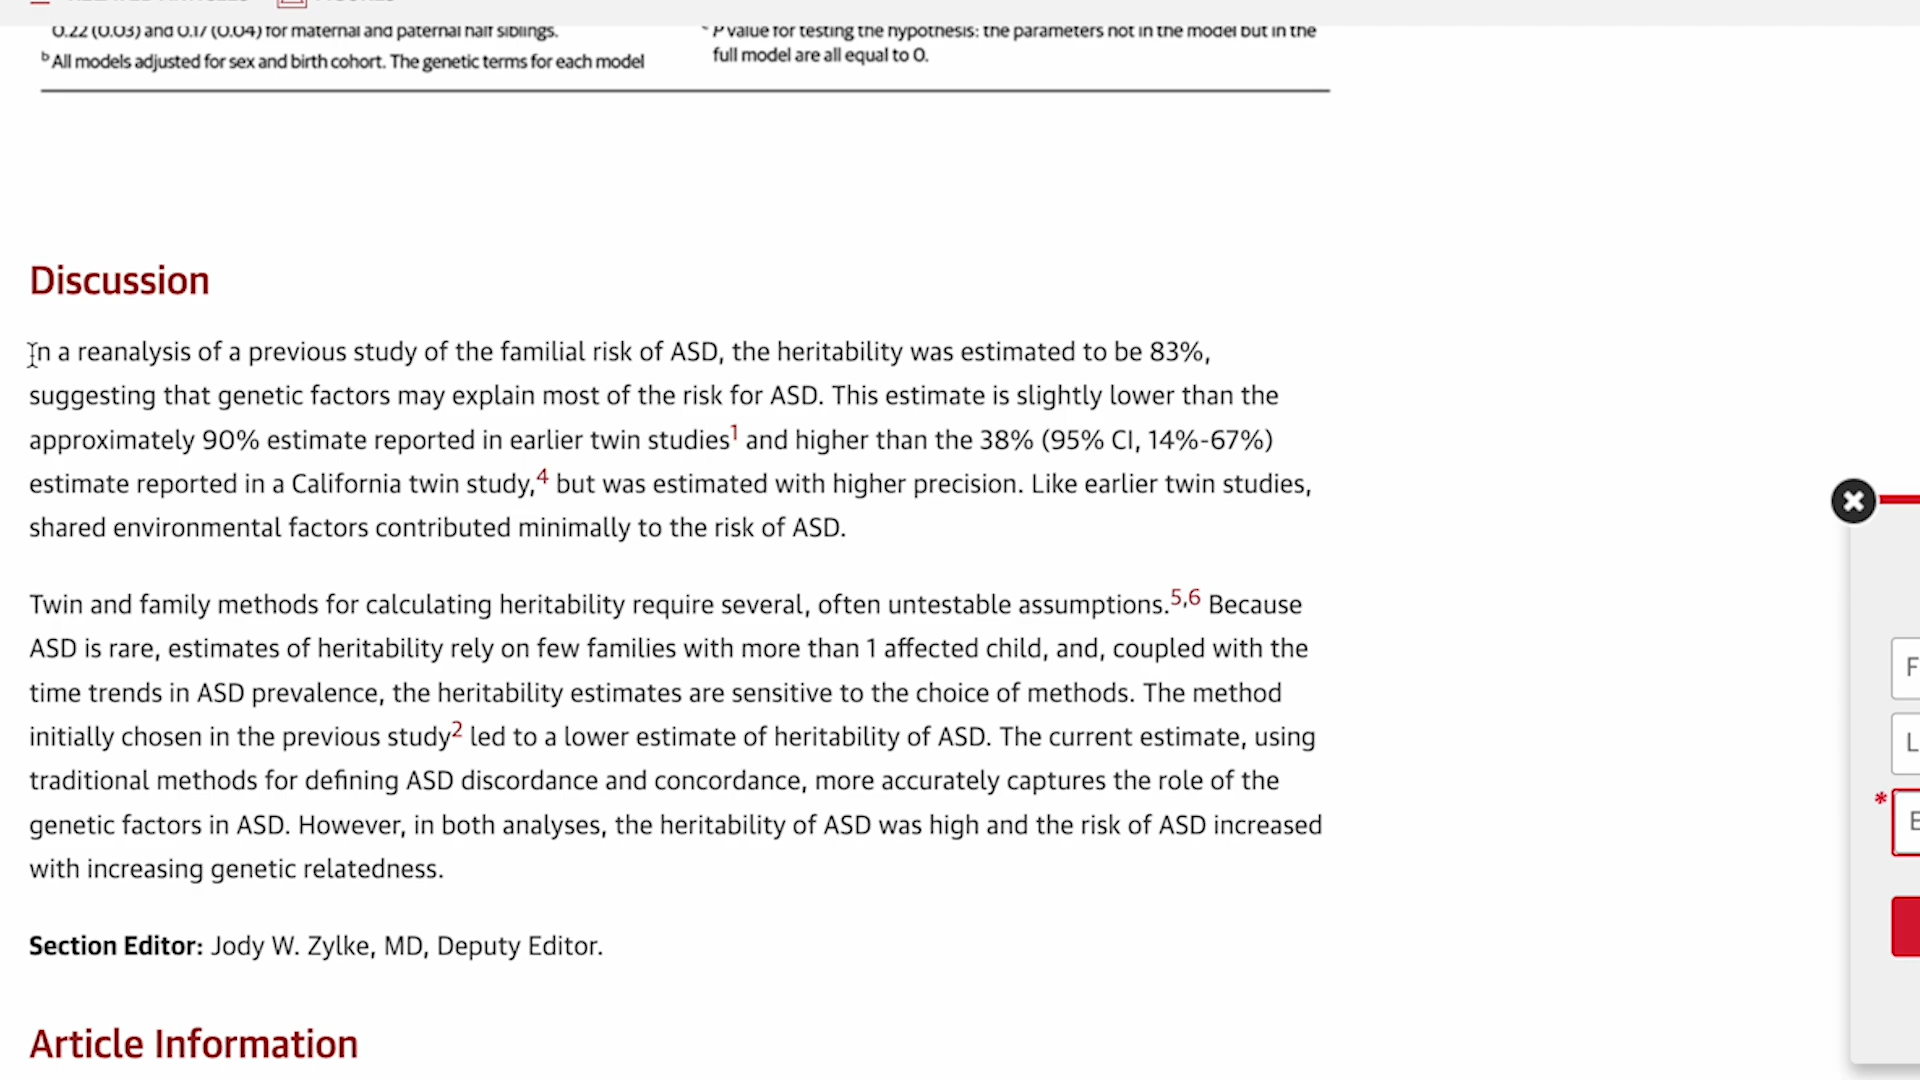 0.22 (0.03) and 0.17 (0.04) for maternal and paternal half siblings.
b All models adjusted for sex and birth cohort. The genetic terms for each model
c P value for testing the hypothesis: the parameters not in the model but in the
full model are all equal to 0.
Discussion
In a reanalysis of a previous study of the familial risk of ASD, the heritability was estimated to be 83%,
suggesting that genetic factors may explain most of the risk for ASD. This estimate is slightly lower than the
approximately 90% estimate reported in earlier twin studies1 and higher than the 38% (95% CI, 14%-67%)
estimate reported in a California twin study,4 but was estimated with higher precision. Like earlier twin studies,
shared environmental factors contributed minimally to the risk of ASD.
Twin and family methods for calculating heritability require several, often untestable assumptions.5,6 Because
ASD is rare, estimates of heritability rely on few families with more than 1 affected child, and, coupled with the
time trends in ASD prevalence, the heritability estimates are sensitive to the choice of methods. The method
initially chosen in the previous study2 led to a lower estimate of heritability of ASD. The current estimate, using
traditional methods for defining ASD discordance and concordance, more accurately captures the role of the
genetic factors in ASD. However, in both analyses, the heritability of ASD was high and the risk of ASD increased
with increasing genetic relatedness.
Section Editor: Jody W. Zylke, MD, Deputy Editor.
Article Information
F
L
*
E